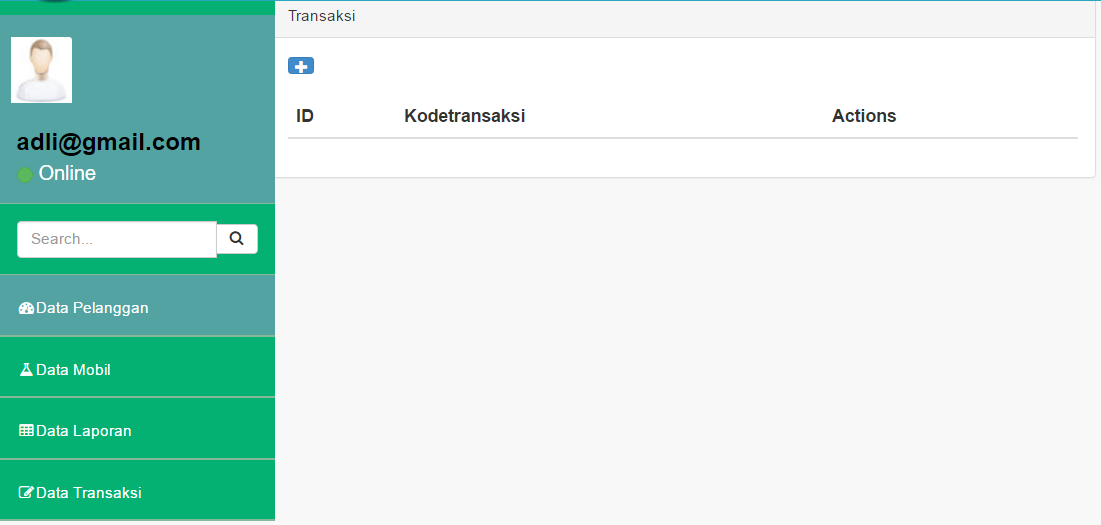 Transaksi
ID Kodetransaksi Actions
adli@gmail.com
Online
Search...
Data Pelanggan
Data Mobil
Data Laporan
Data Transaksi